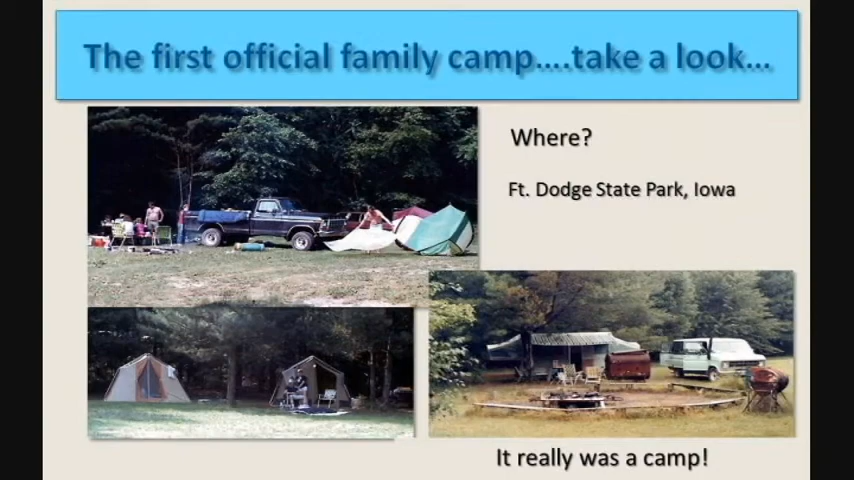 The first official family camp....take a look...
Where?
Ft. Dodge State Park, Iowa
It really was a camp!